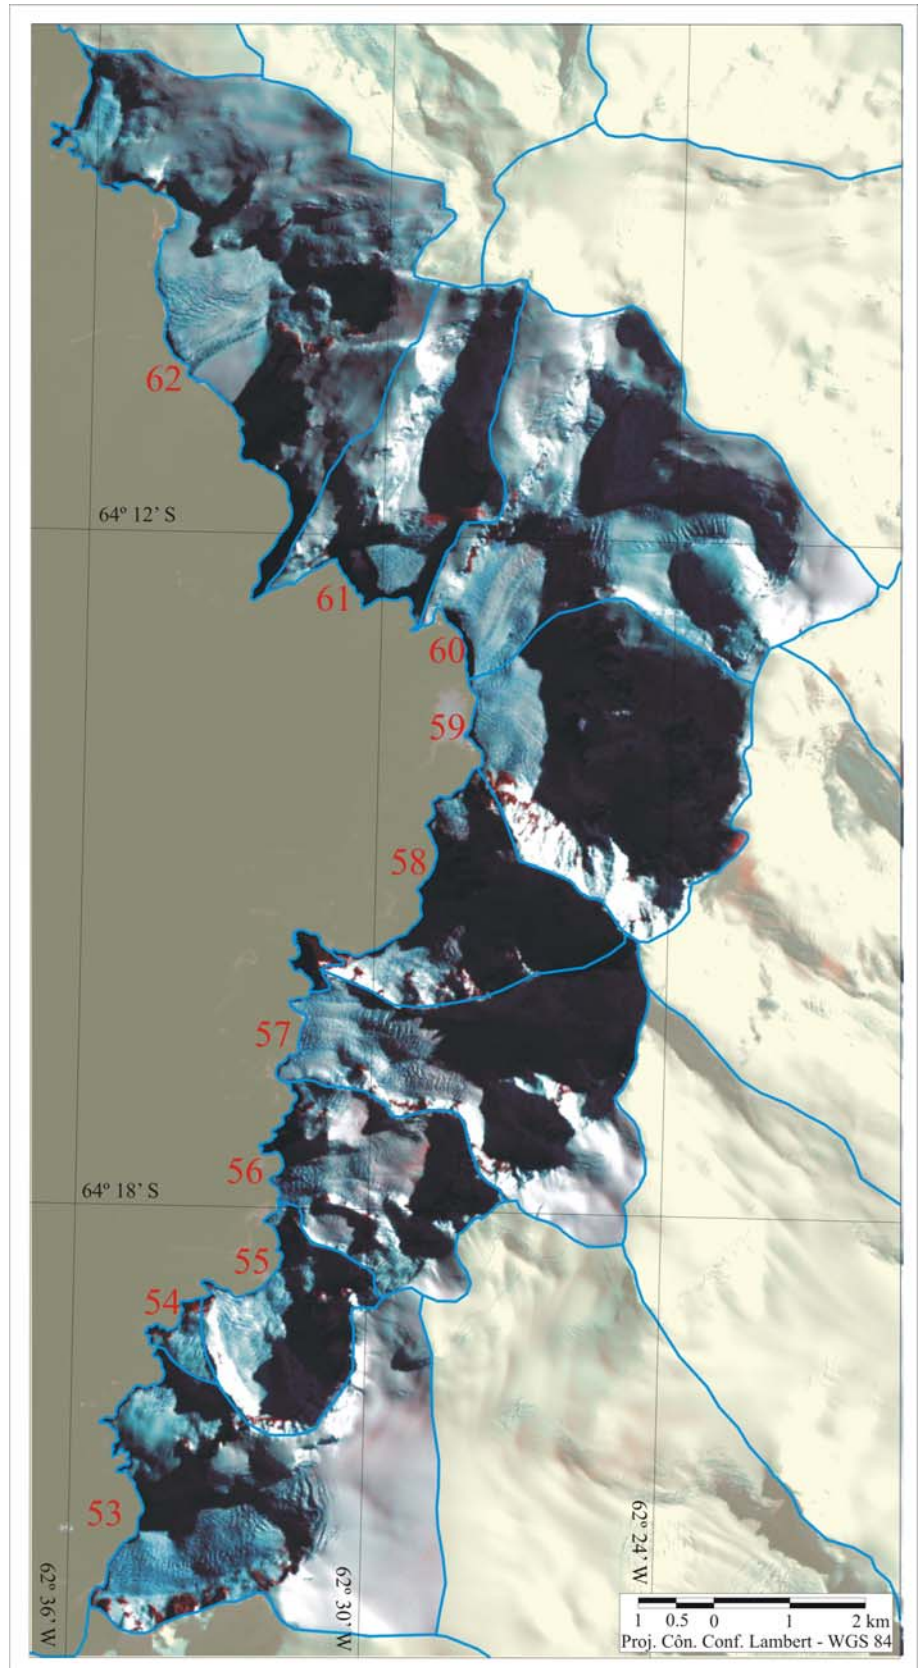 62
64º 12’ S
61
60
59
58
57
56
64º 18’ S
55
54
53
62º 36’ W
62º 30’ W
62º 24’ W
1 0.5 0 1 2 km
Proj. Côn. Conf. Lambert - WGS 84